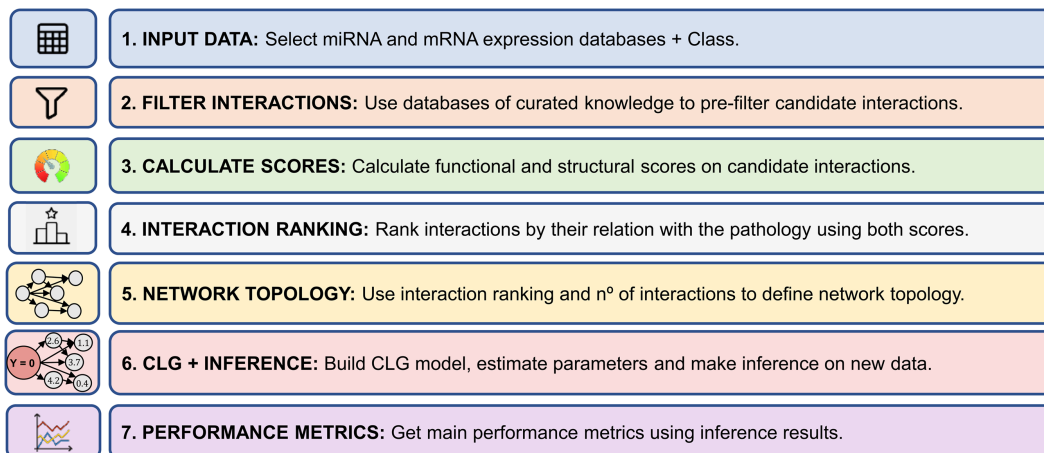 1. INPUT DATA: Select miRNA and mRNA expression databases + Class.
2. FILTER INTERACTIONS: Use databases of curated knowledge to pre-filter candidate interactions.
3. CALCULATE SCORES: Calculate functional and structural scores on candidate interactions.
4. INTERACTION RANKING: Rank interactions by their relation with the pathology using both scores.
5. NETWORK TOPOLOGY: Use interaction ranking and nº of interactions to define network topology.
2.6
1.1
Y = 0
3.7
4.2
0.4
6. CLG + INFERENCE: Build CLG model, estimate parameters and make inference on new data.
7. PERFORMANCE METRICS: Get main performance metrics using inference results.